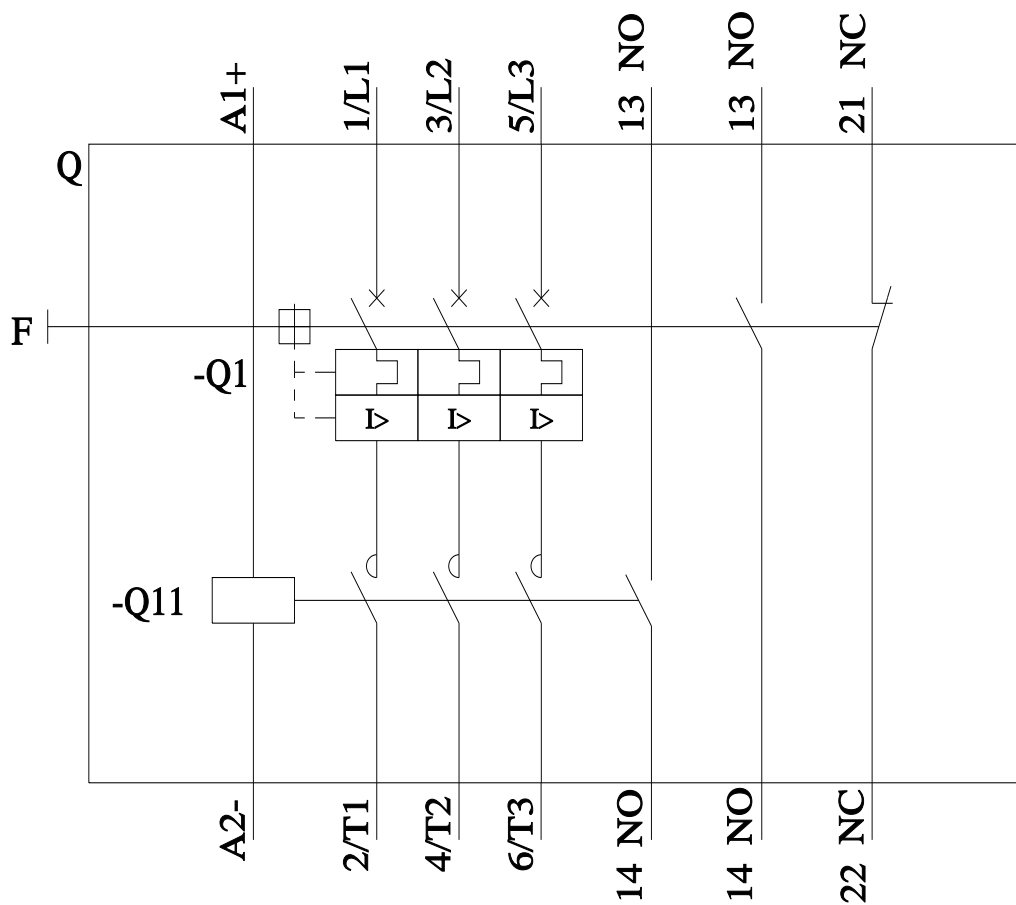 A1+
1/L1
3/L2
5/L3
13 NO
13 NO
21 NC
Q
F
-Q1
I> I> I>
-Q11
A2-
2/T1
4/T2
6/T3
14 NO
14 NO
22 NC